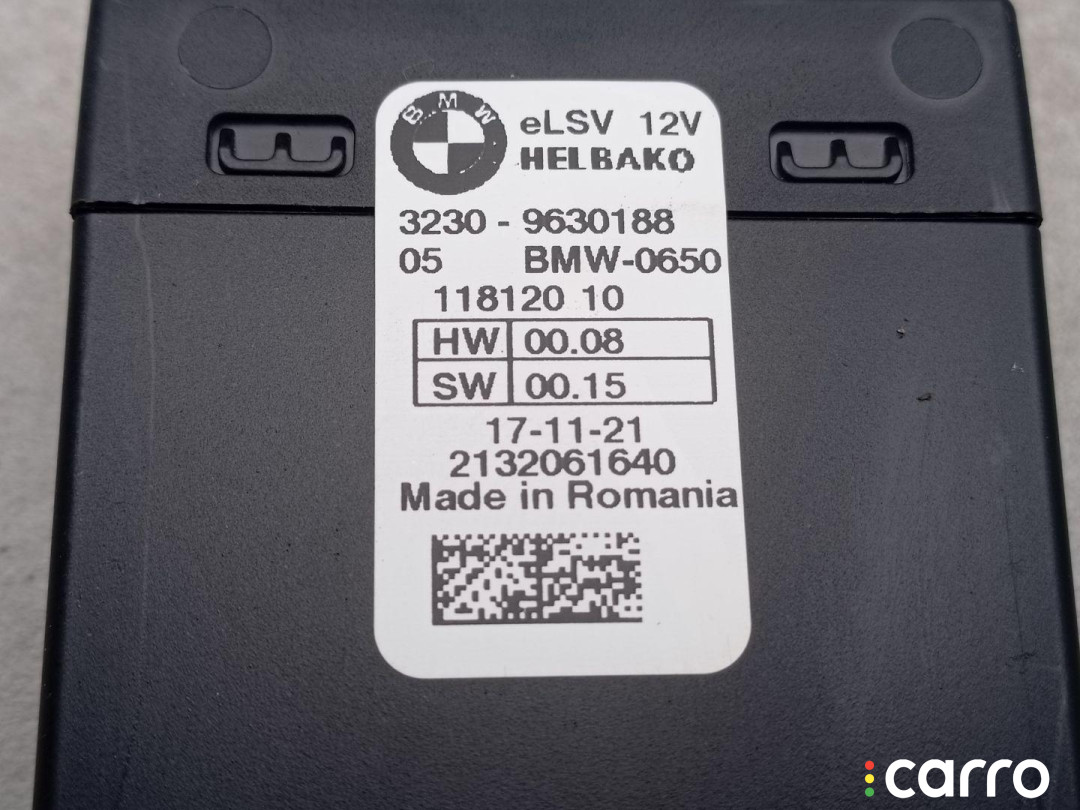 BMW
eLSV 12V
HELBAKO
3230 - 9630188
05 BMW-0650
118120 10
HW 00.08
SW 00.15
17-11-21
2132061640
Made in Romania
carro